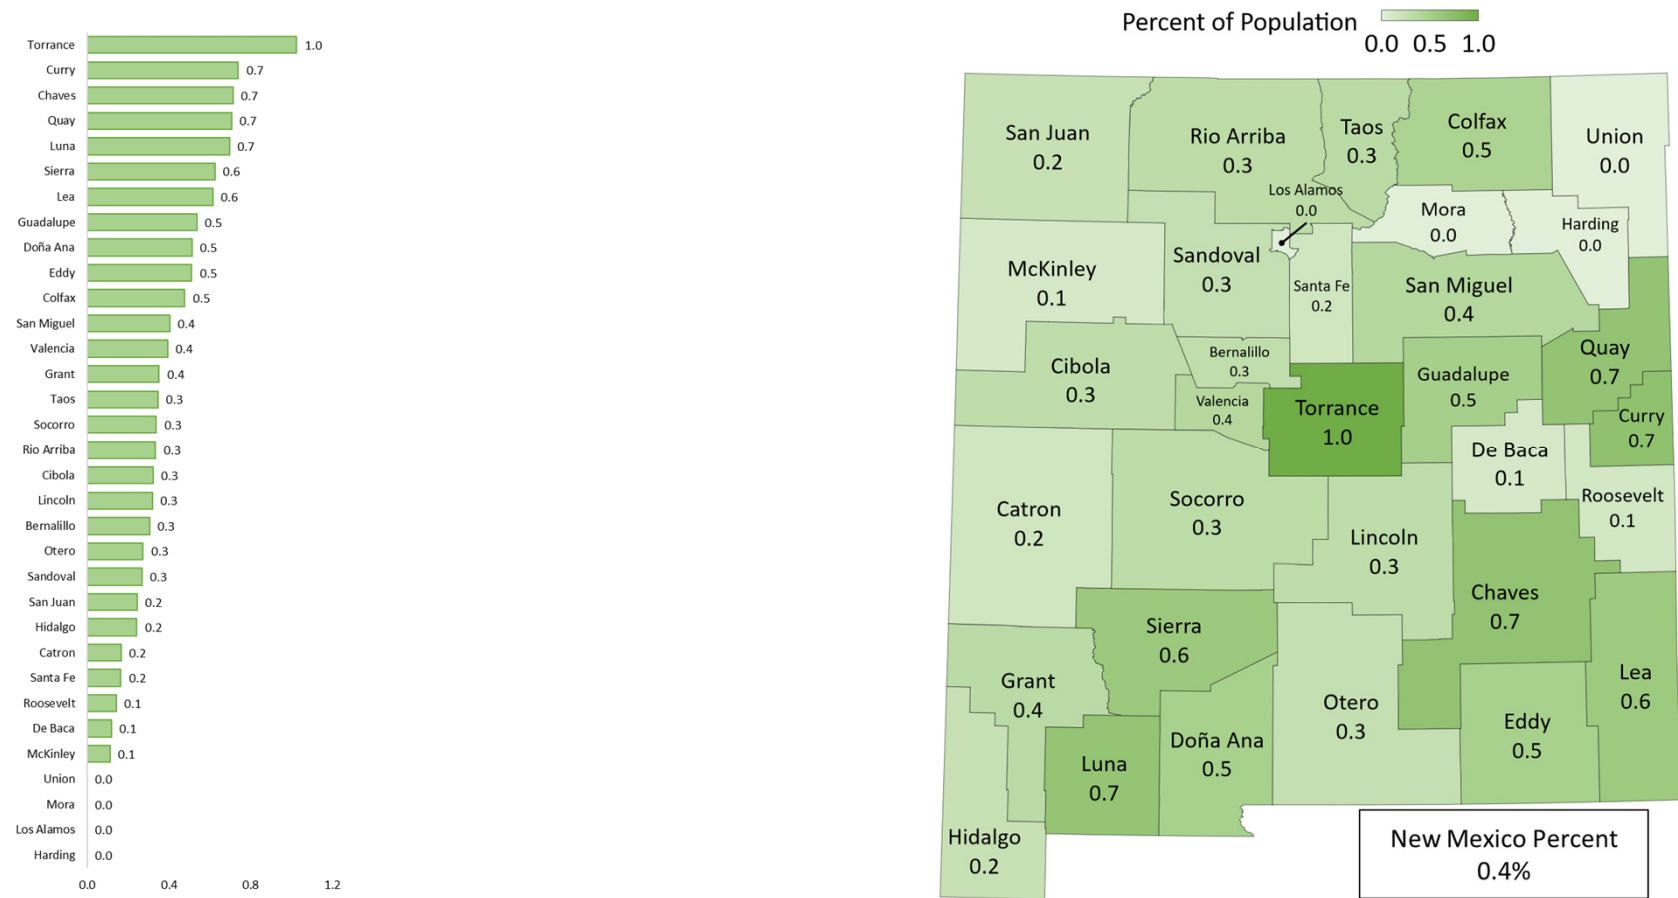 Torrance 1.0
Curry 0.7
Chaves 0.7
Quay 0.7
Luna 0.7
Sierra 0.6
Lea 0.6
Guadalupe 0.5
Doña Ana 0.5
Eddy 0.5
Colfax 0.5
San Miguel 0.4
Valencia 0.4
Grant 0.4
Taos 0.3
Socorro 0.3
Rio Arriba 0.3
Cibola 0.3
Lincoln 0.3
Bernalillo 0.3
Otero 0.3
Sandoval 0.3
San Juan 0.2
Hidalgo 0.2
Catron 0.2
Santa Fe 0.2
Roosevelt 0.1
De Baca 0.1
McKinley 0.1
Union 0.0
Mora 0.0
Los Alamos 0.0
Harding 0.0
0.0 0.4 0.8 1.2
Percent of Population
0.0 0.5 1.0
San Juan
0.2
Rio Arriba
0.3
Taos
0.3
Colfax
0.5
Union
0.0
Los Alamos
0.0
Mora
0.0
Harding
0.0
McKinley
0.1
Sandoval
0.3
Santa Fe
0.2
San Miguel
0.4
Quay
0.7
Cibola
0.3
Bernalillo
0.3
Valencia
0.4
Torrance
1.0
Guadalupe
0.5
Curry
0.7
De Baca
0.1
Roosevelt
0.1
Catron
0.2
Socorro
0.3
Lincoln
0.3
Chaves
0.7
Sierra
0.6
Grant
0.4
Otero
0.3
Lea
0.6
Eddy
0.5
Doña Ana
0.5
Luna
0.7
Hidalgo
0.2
New Mexico Percent
0.4%